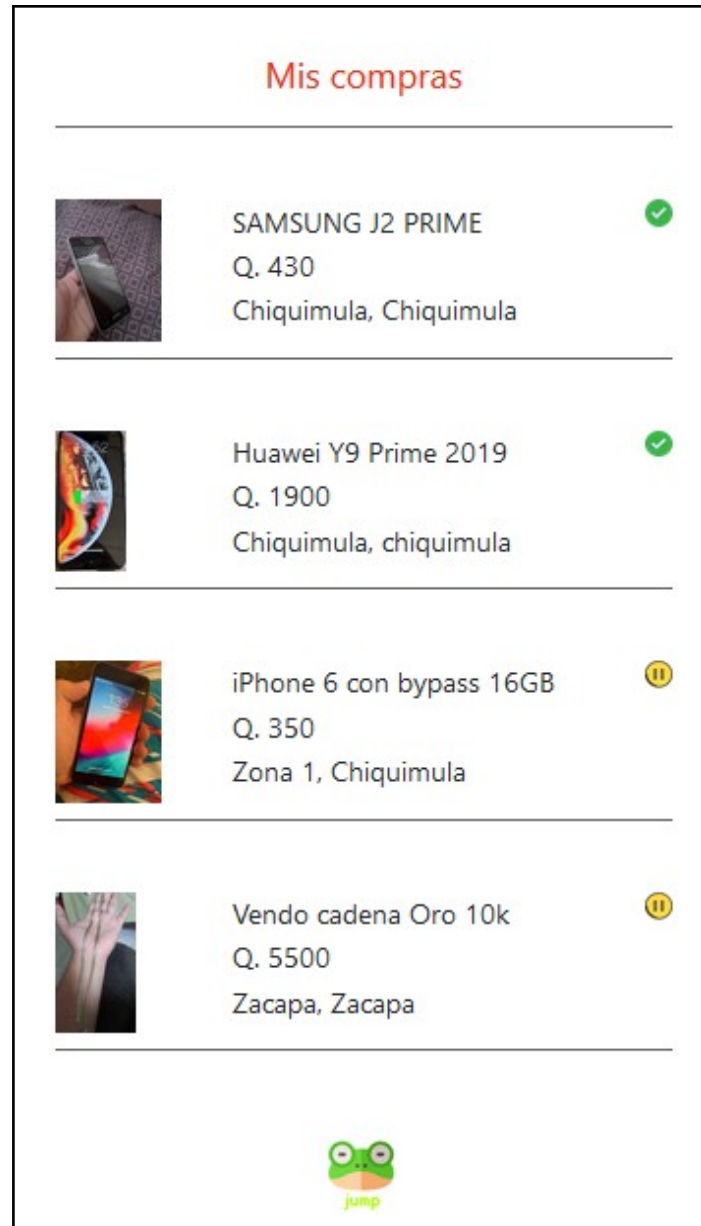 Mis compras
SAMSUNG J2 PRIME
Q. 430
Chiquimula, Chiquimula
Huawei Y9 Prime 2019
Q. 1900
Chiquimula, chiquimula
iPhone 6 con bypass 16GB
Q. 350
Zona 1, Chiquimula
Vendo cadena Oro 10k
Q. 5500
Zacapa, Zacapa
jump